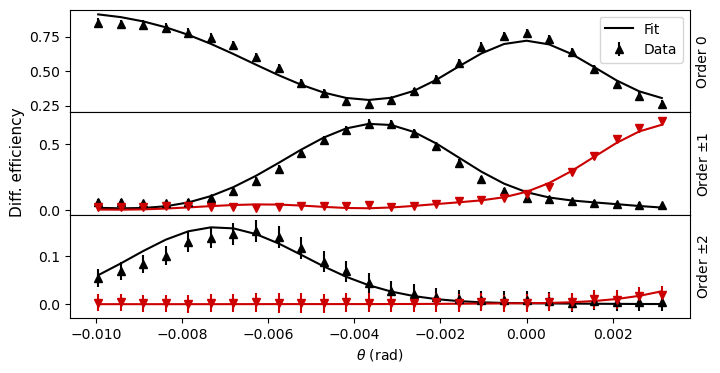 0.75
0.50
0.25
Fit
Data
Order 0
0.5
0.0
Order ±1
Diff. efficiency
0.1
0.0
Order ±2
−0.010 −0.008 −0.006 −0.004 −0.002 0.000 0.002
θ (rad)